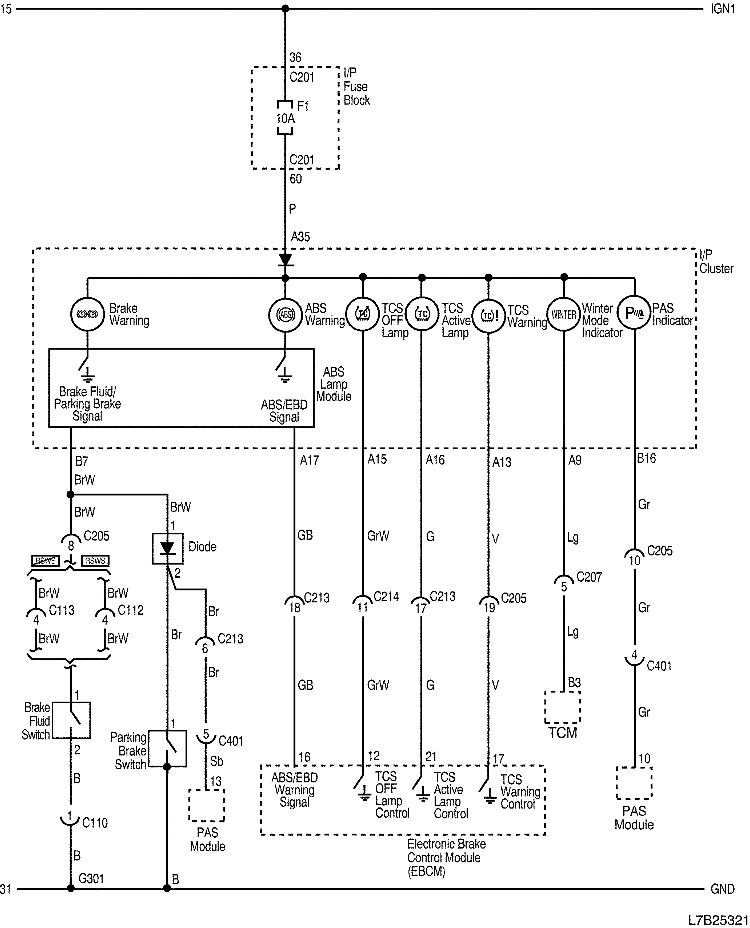 15
IGN1
36
C201
I/P
Fuse
Block
F1
10A
C201
60
P
A35
I/P
Cluster
Brake
Warning
ABS
ABS
Warning
TCS
OFF
Lamp
TC
TCS
Active
Lamp
TC !
TCS
Warning
WINTER
Winter
Mode
Indicator
PAS
Indicator
Brake Fluid/
Parking Brake
Signal
ABS/EBD
Signal
ABS
Lamp
Module
B7
A17
A15
A16
A13
A9
B16
BrW
BrW
BrW
Gr
C205
8
1
Diode
2
GB
GrW
G
V
Lg
C205
10
BrW
C113
4
BrW
BrW
C112
4
BrW
Br
Br
C213
6
Br
C213
18
C214
11
C213
17
C205
19
C207
5
Gr
Lg
4
C401
GB
GrW
G
V
B3
TCM
Gr
Brake
Fluid
Switch
1
2
Parking
Brake
Switch
1
5
C401
Sb
13
PAS
Module
16
12
21
17
10
PAS
Module
ABS/EBD
Warning
Signal
TCS
OFF
Lamp
Control
TCS
Active
Lamp
Control
TCS
Warning
Control
B
1
C110
B
Electronic Brake
Control Module
(EBCM)
31
G301
B
GND
L7B25321